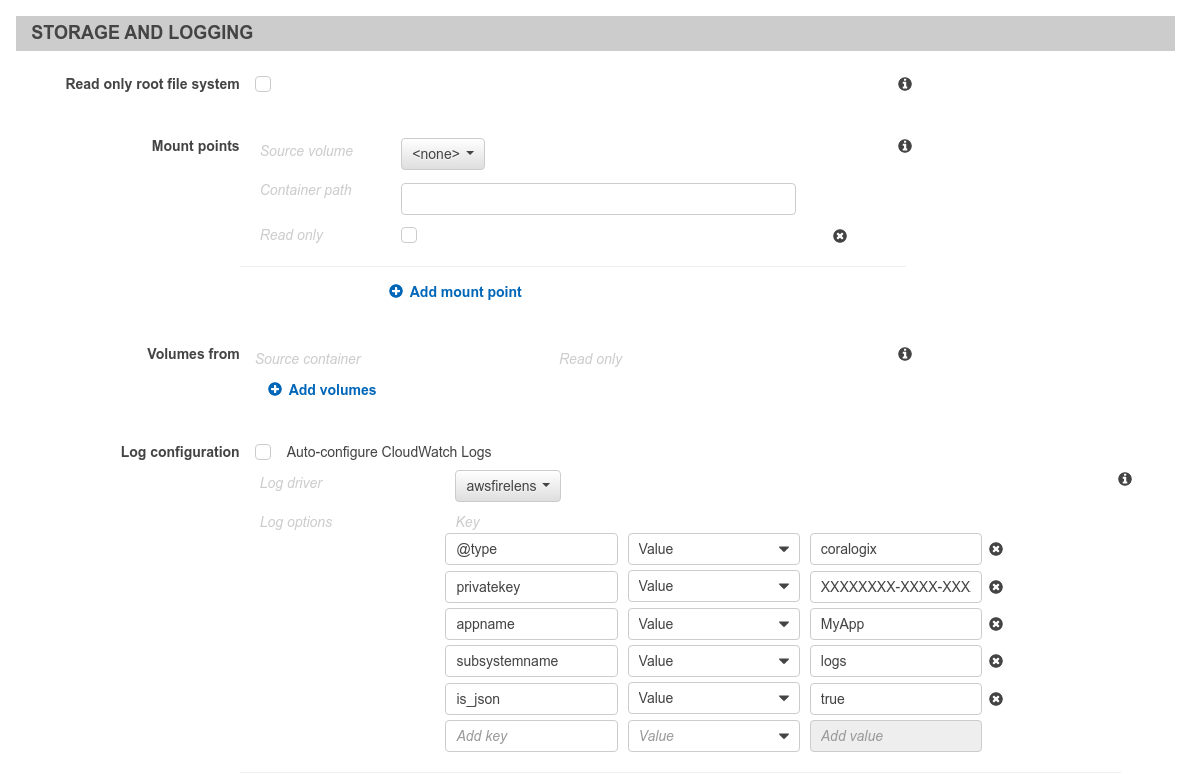 STORAGE AND LOGGING
Read only root file system
Mount points
Source volume
<none>
Container path
Read only
Add mount point
Volumes from
Source container Read only
Add volumes
Log configuration
Auto-configure CloudWatch Logs
Log driver
awsfirelens
Log options Key
@type Value coralogix
privatekey Value XXXXXXXX-XXXX-XXX
appname Value MyApp
subsystemname Value logs
is_json Value true
Add key Value Add value